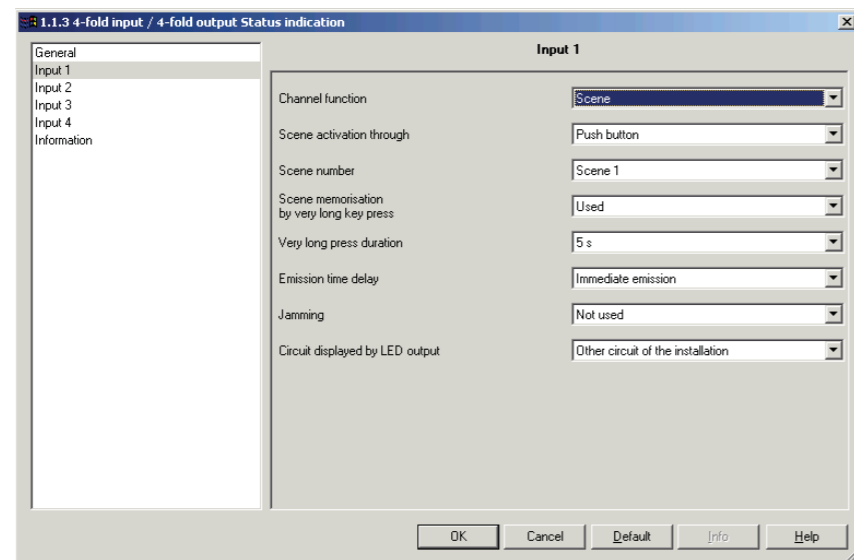 1.1.3 4-fold input / 4-fold output Status indication
General
Input 1
Input 2
Input 3
Input 4
Information
Input 1
Channel function
Scene
Scene activation through
Push button
Scene number
Scene 1
Scene memorisation
by very long key press
Used
Very long press duration
5 s
Emission time delay
Immediate emission
Jamming
Not used
Circuit displayed by LED output
Other circuit of the installation
OK
Cancel
Default
Info
Help